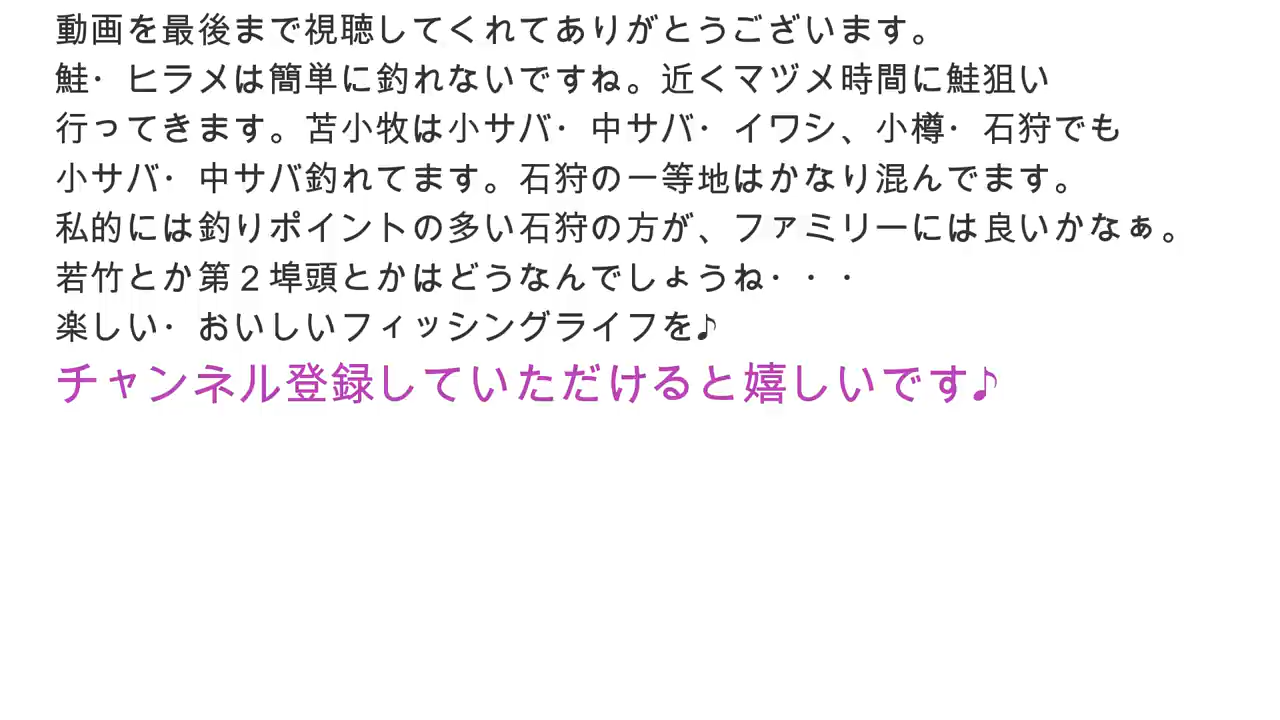 動画を最後まで視聴してくれてありがとうございます。
鮭・ヒラメは簡単に釣れないですね。近くマヅメ時間に鮭狙い
行ってきます。苫小牧は小サバ・中サバ・イワシ、小樽・石狩でも
小サバ・中サバ釣れてます。石狩の一等地はかなり混んでます。
私的には釣りポイントの多い石狩の方が、ファミリーには良いかなぁ。
若竹とか第２埠頭とかはどうなんでしょうね・・・
楽しい・おいしいフィッシングライフを♪
チャンネル登録していただけると嬉しいです♪